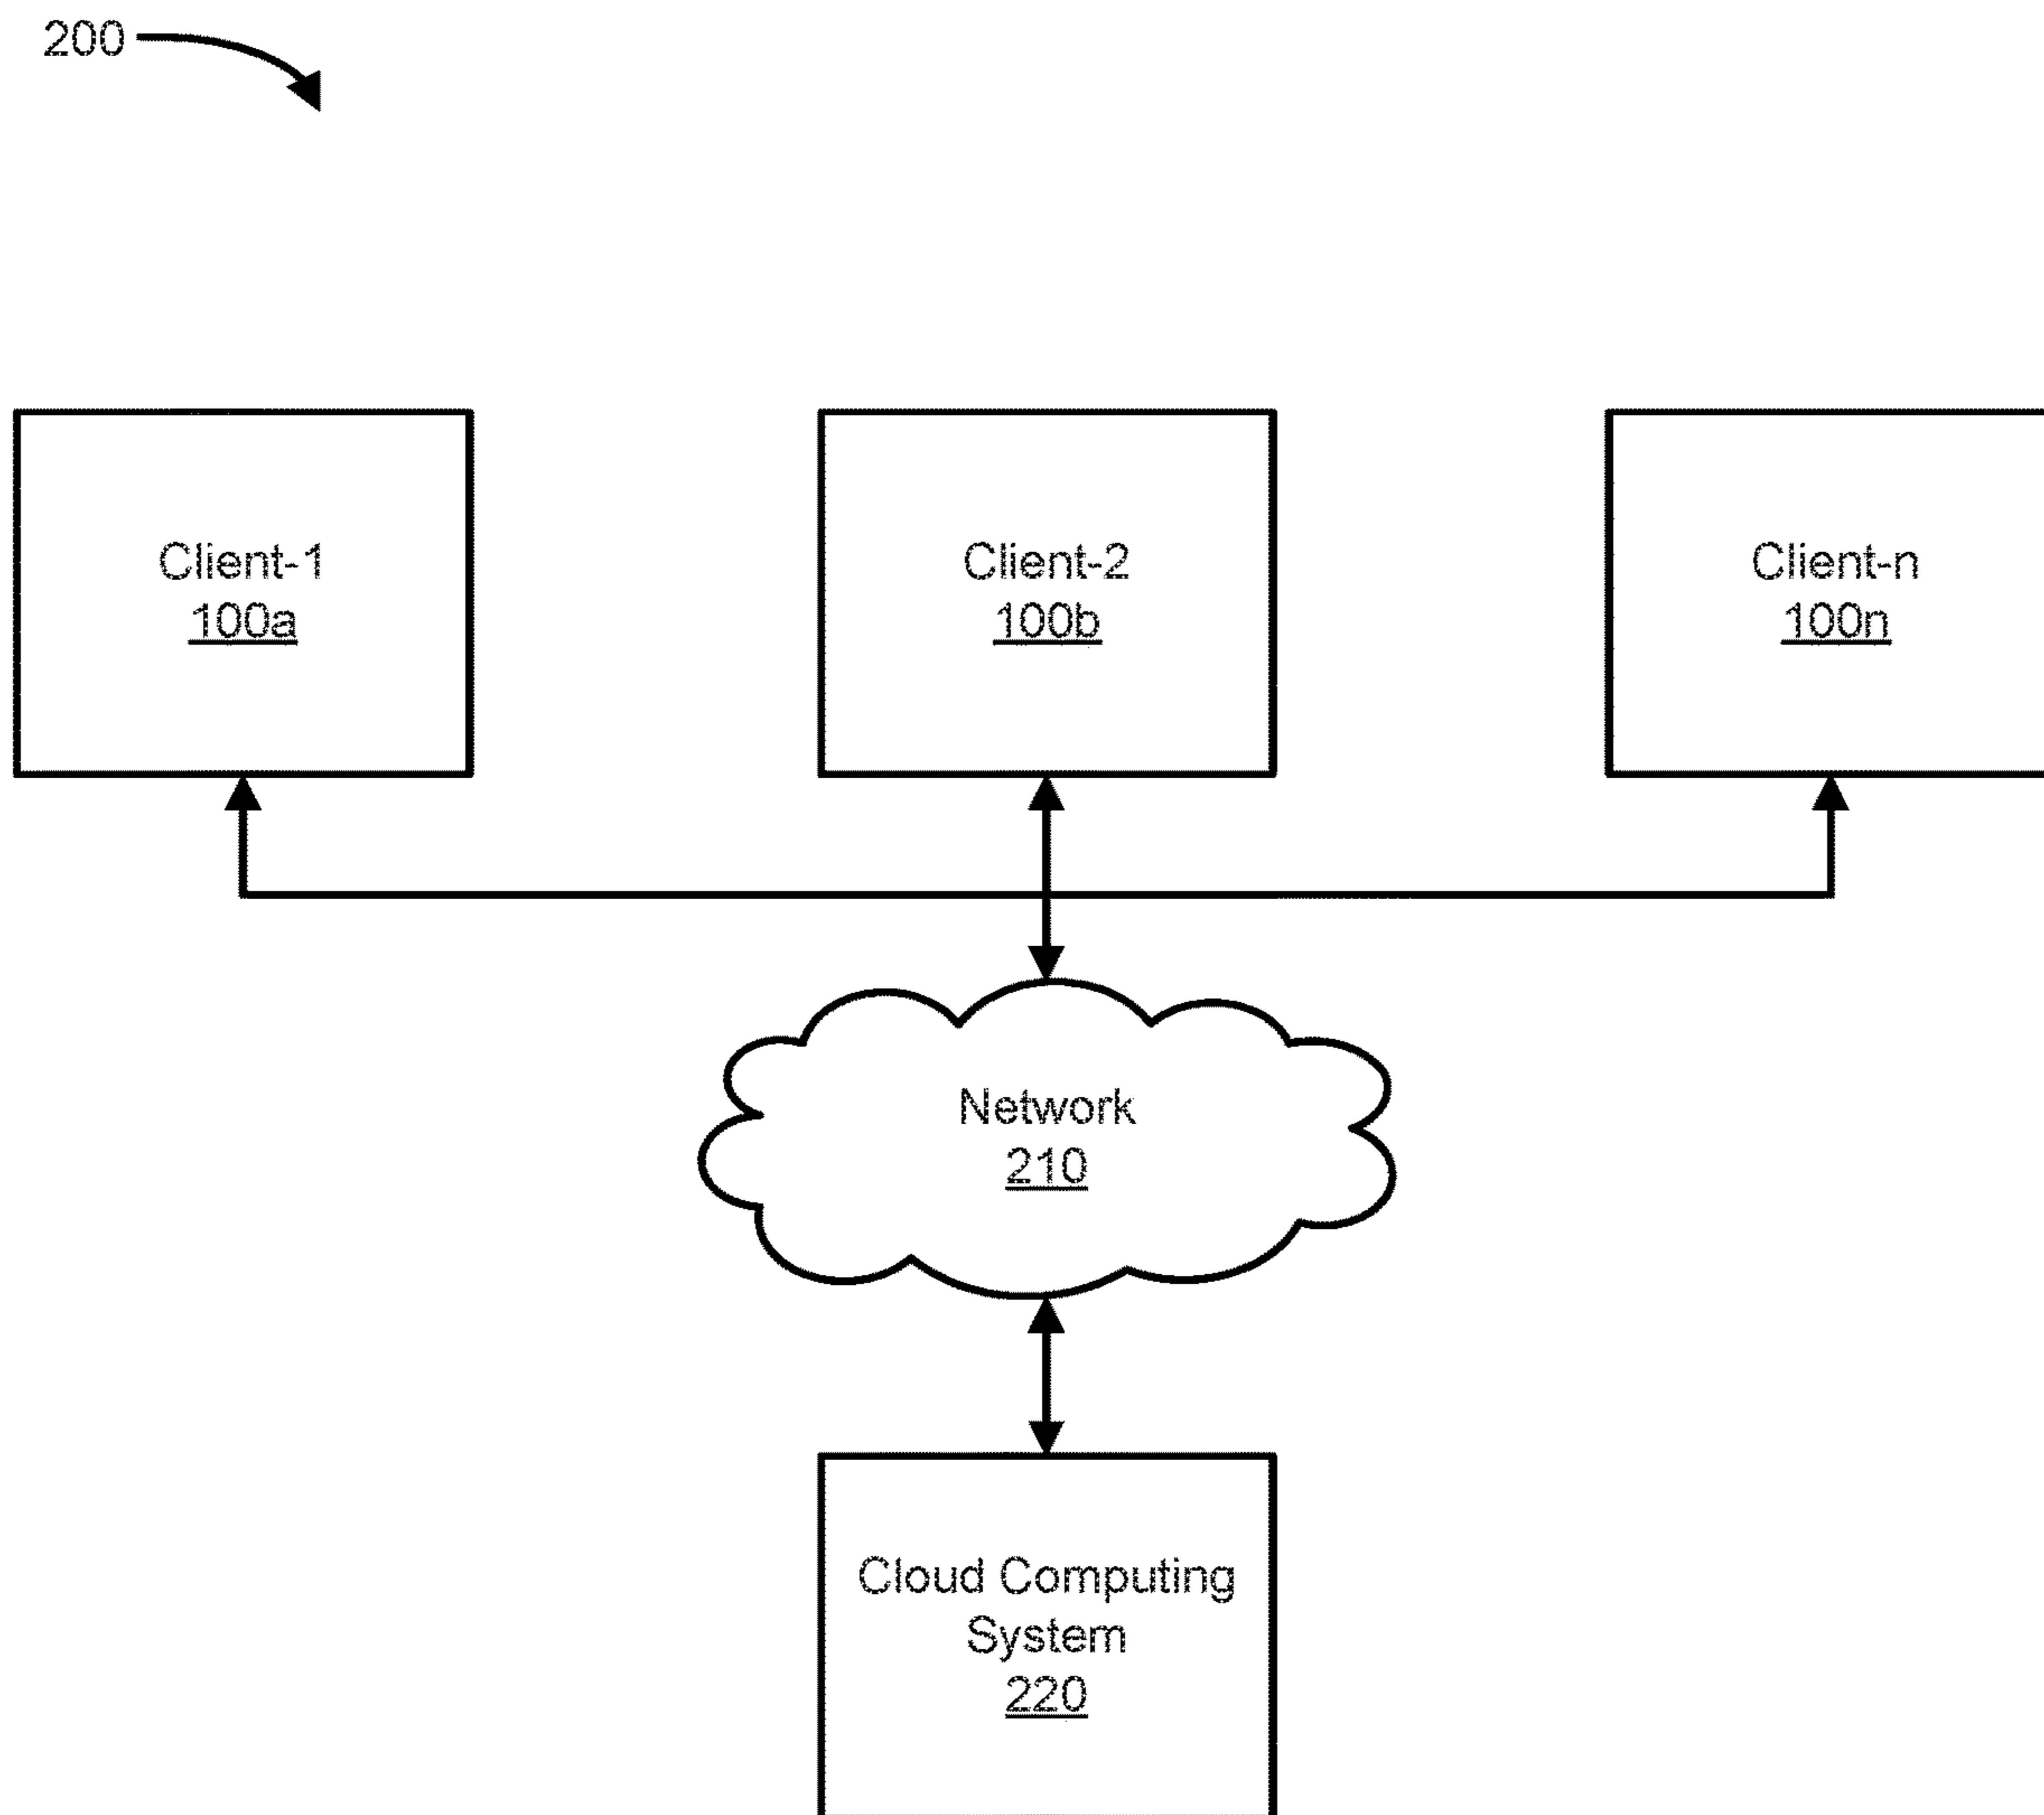 200
Client-1
100a
Client-2
100b
Client-n
100n
Network
210
Cloud Computing
System
220